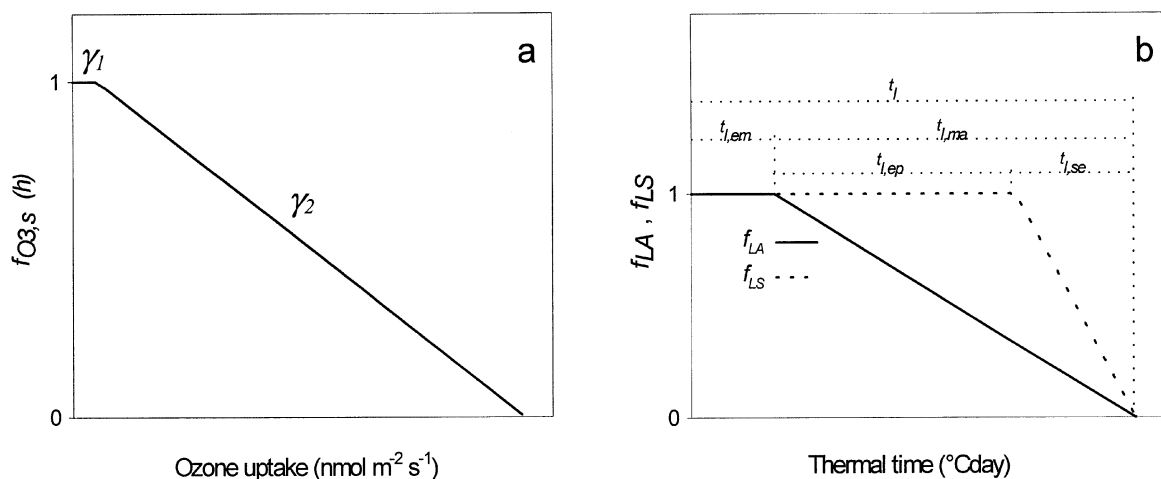 a
γ1
1
γ2
fO3,s (h)
0
Ozone uptake (nmol m-2 s-1)
b
tl
tl,em
tl,ma
tl,ep
tl,se
1
fLA , fLS
fLA
fLS
0
Thermal time (°Cday)